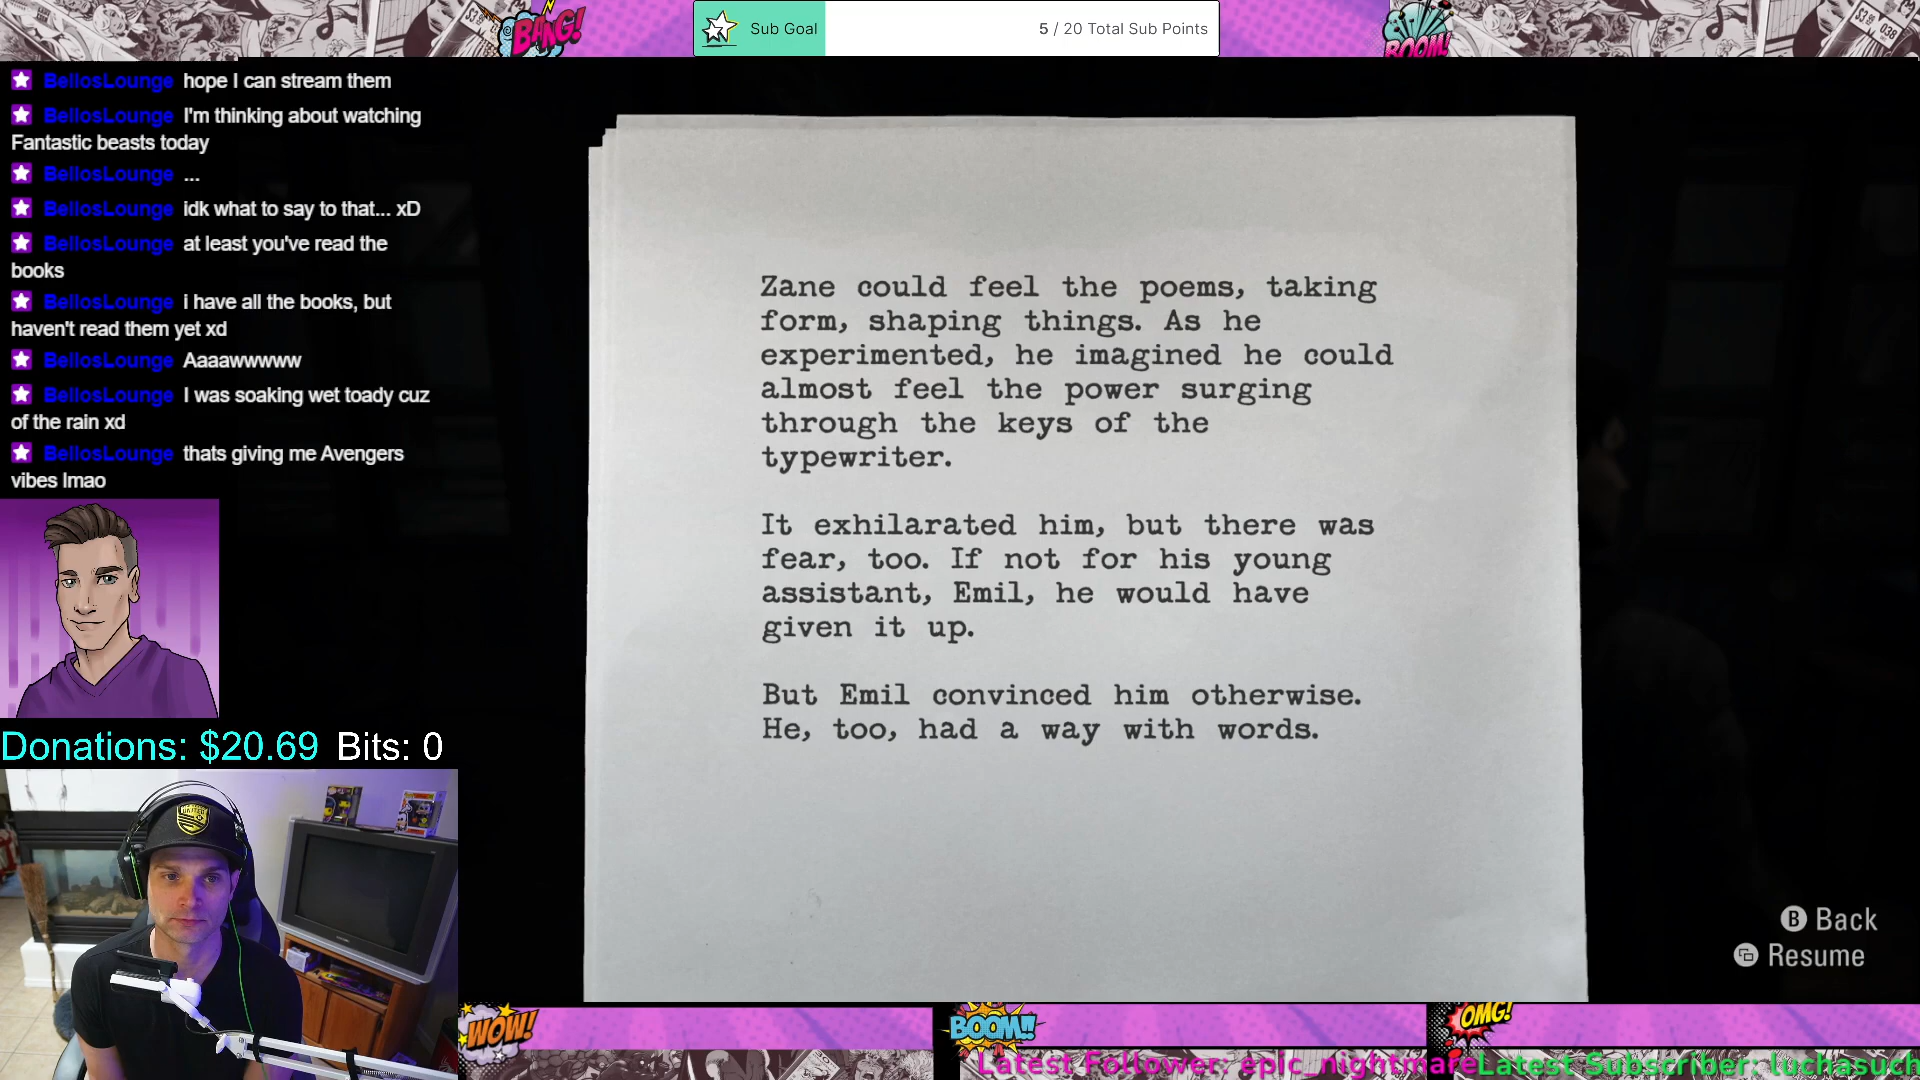 BANG!
Sub Goal
5 / 20 Total Sub Points
BOOM!
BellosLounge hope I can stream them
BellosLounge I'm thinking about watching
Fantastic beasts today
BellosLounge ...
BellosLounge idk what to say to that... xD
BellosLounge at least you've read the
books
BellosLounge i have all the books, but
haven't read them yet xd
BellosLounge Aaaawwwww
BellosLounge I was soaking wet toady cuz
of the rain xd
BellosLounge thats giving me Avengers
vibes lmao
Donations: $20.69 Bits: 0
Zane could feel the poems, taking
form, shaping things. As he
experimented, he imagined he could
almost feel the power surging
through the keys of the
typewriter.
It exhilarated him, but there was
fear, too. If not for his young
assistant, Emil, he would have
given it up.
But Emil convinced him otherwise.
He, too, had a way with words.
B Back
Resume
WOW!
BOOM!!
OMG!
Latest Follower: epic_nightmare
Latest Subscriber: luchasuch